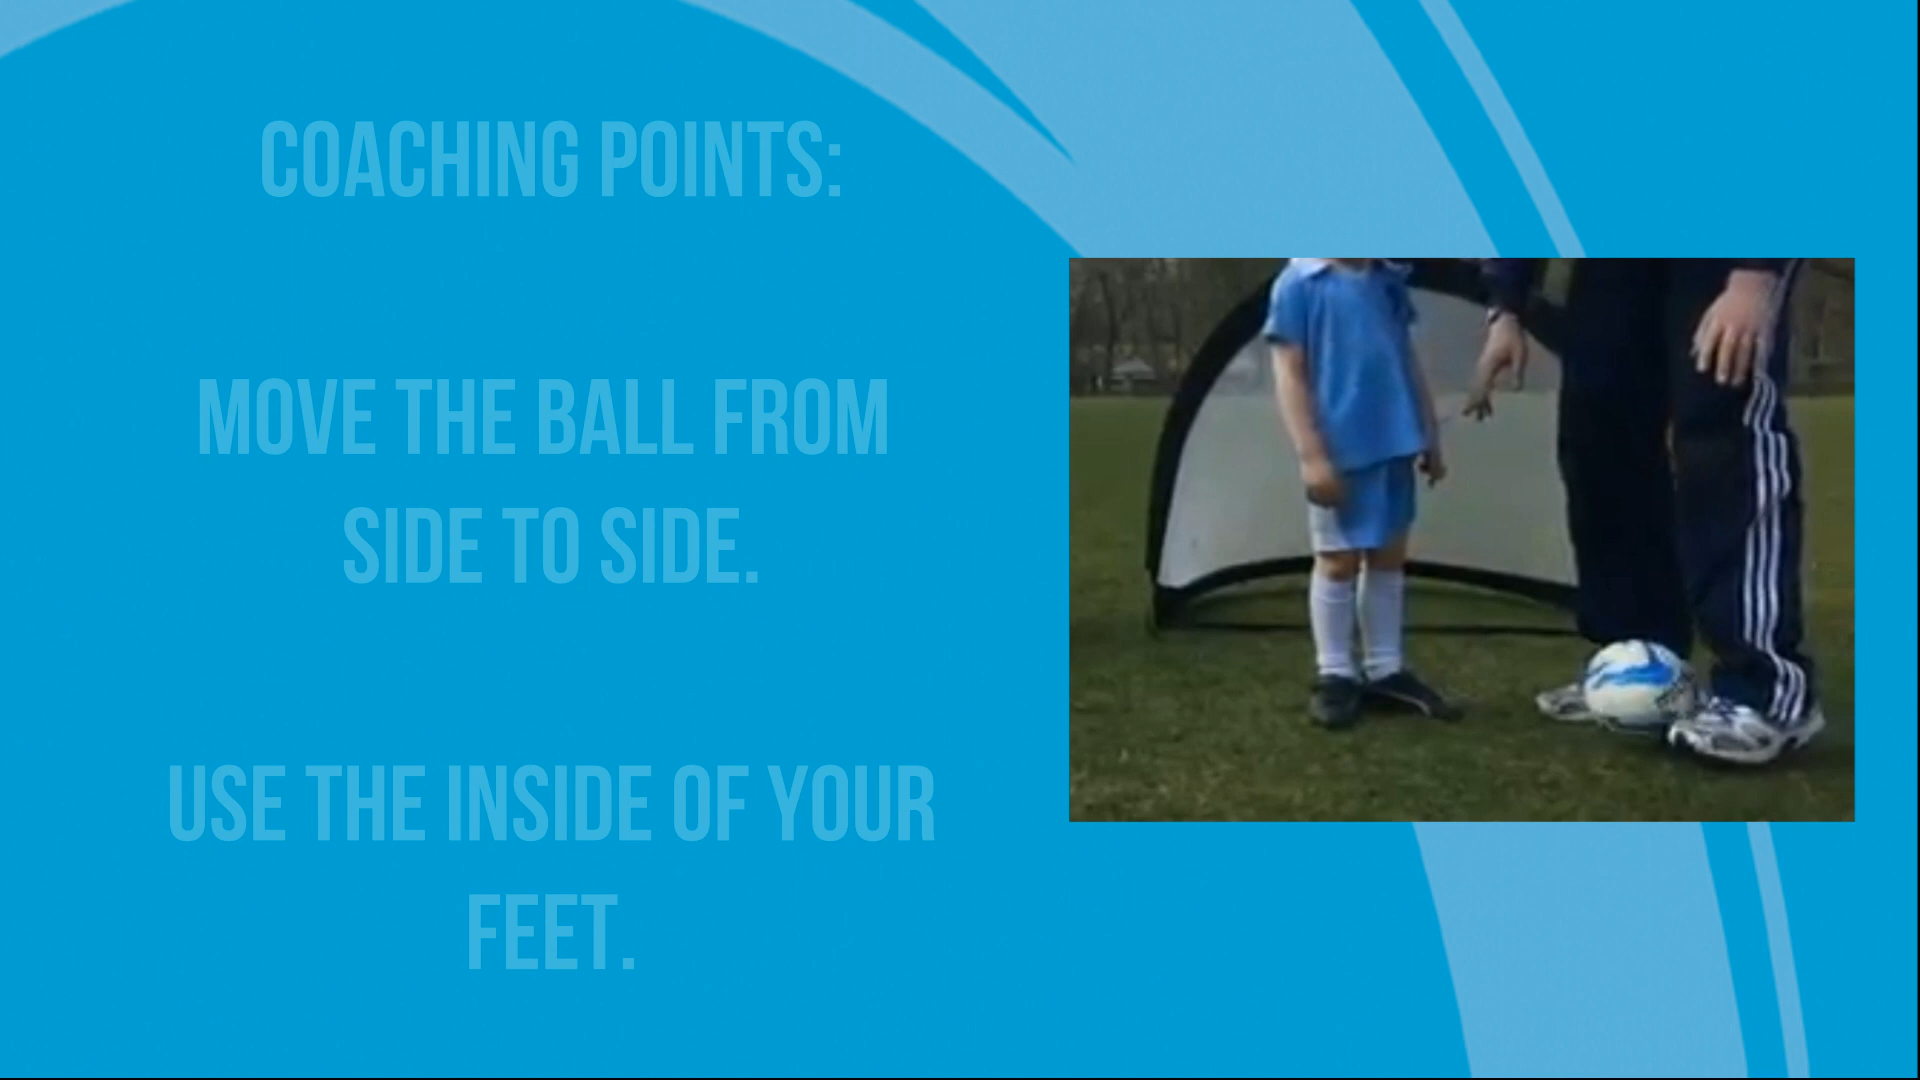 COACHING POINTS:
MOVE THE BALL FROM
SIDE TO SIDE.
USE THE INSIDE OF YOUR
FEET.